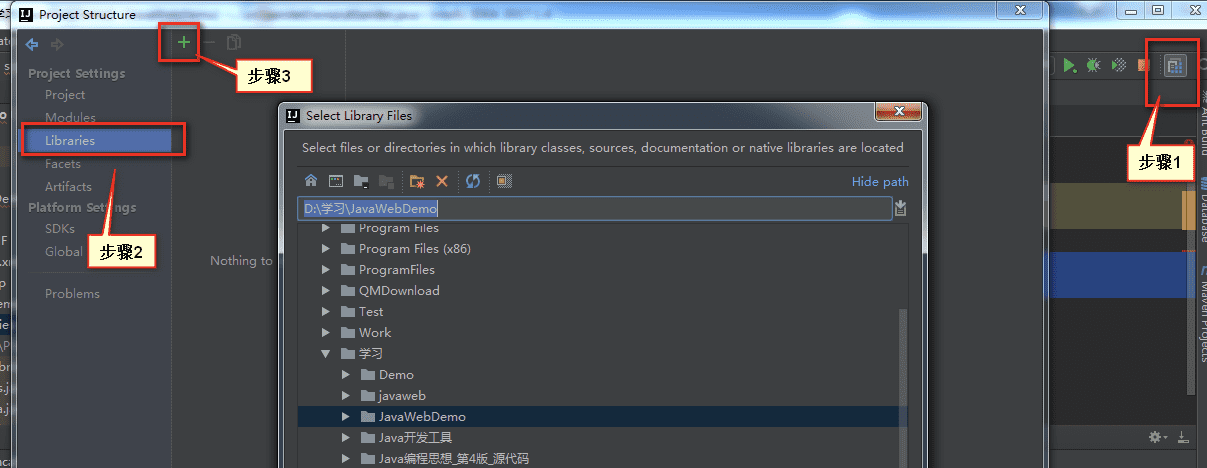 Project Structure
步骤3
Project Settings
Project
Modules
Libraries
Facets
Artifacts
Platform Settings
SDKs
Global
Problems
步骤2
Nothing to
Select Library Files
Select files or directories in which library classes, sources, documentation or native libraries are located
Hide path
D:\学习\JavaWebDemo
Program Files
Program Files (x86)
ProgramFiles
QMDownload
Test
Work
学习
Demo
javaweb
JavaWebDemo
Java开发工具
Java编程思想_第4版_源代码
步骤1
Ant Build
Database
Maven Projects